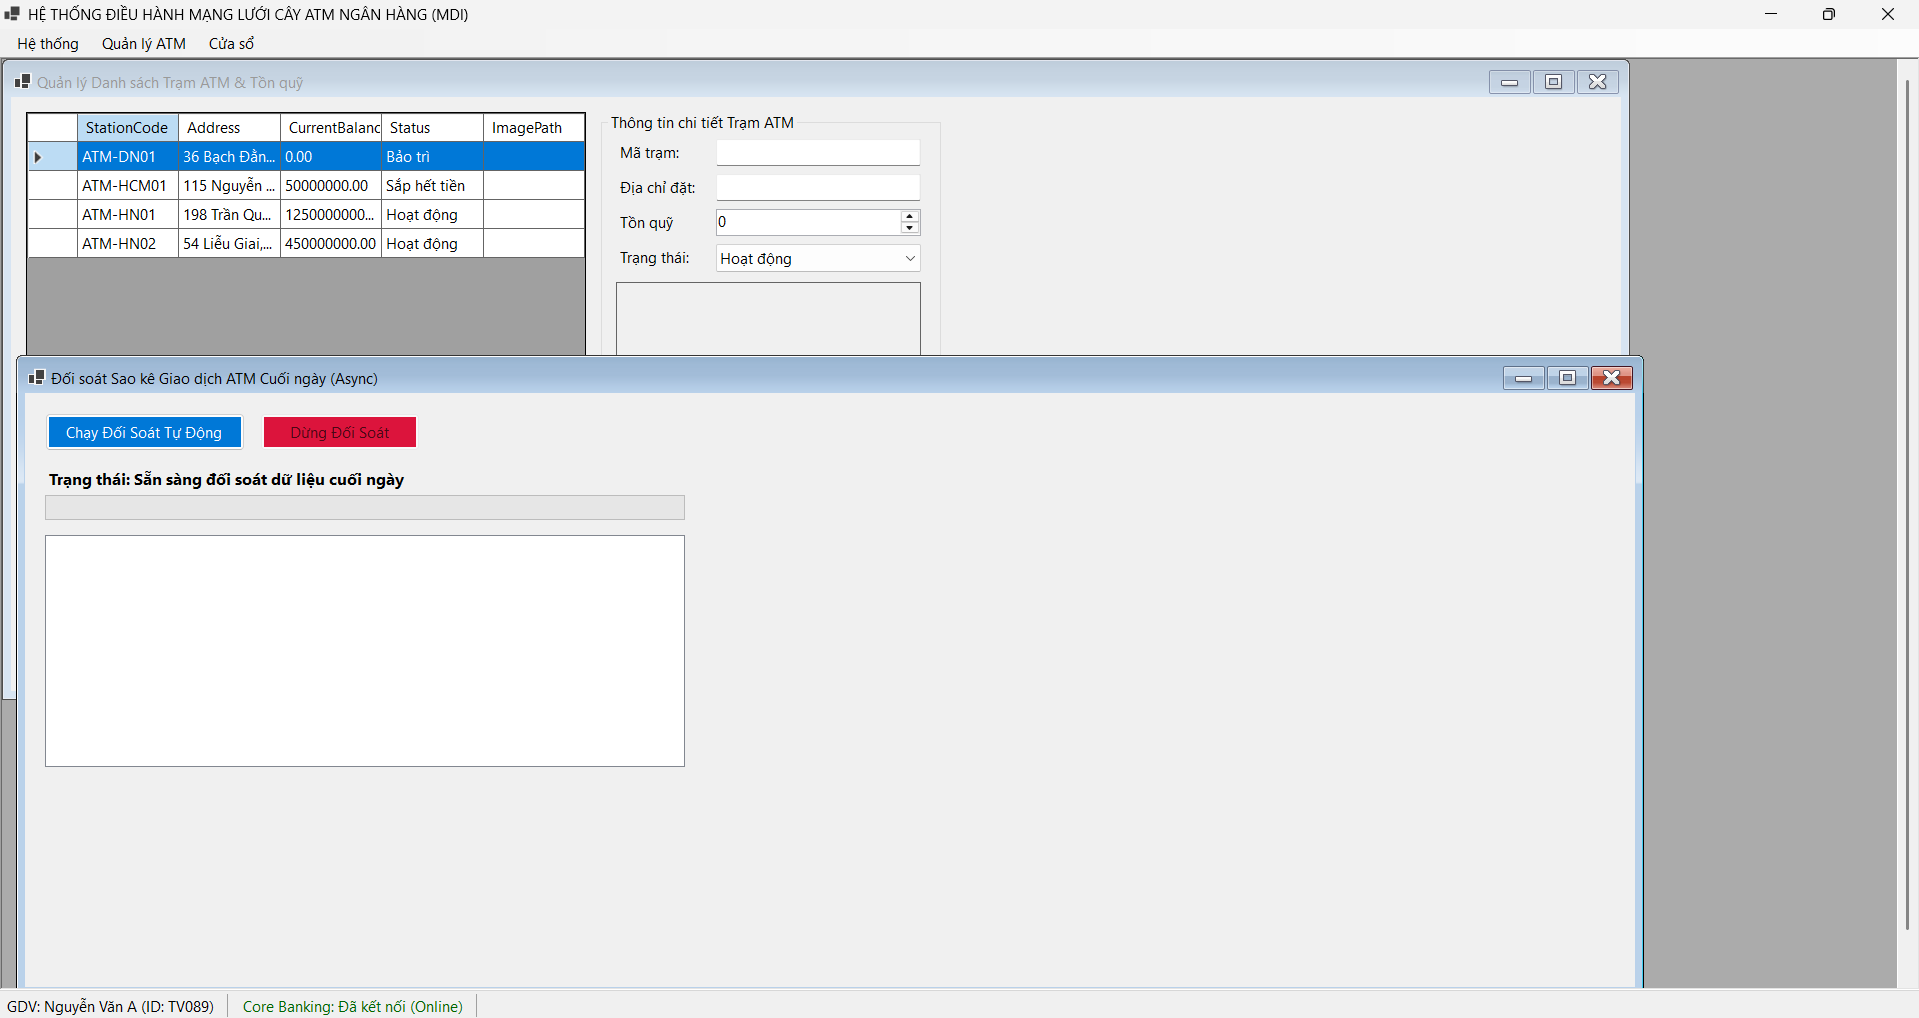 HỆ THỐNG ĐIỀU HÀNH MẠNG LƯỚI CÂY ATM NGÂN HÀNG (MDI)
Hệ thống Quản lý ATM Cửa sổ
Quản lý Danh sách Trạm ATM & Tồn quỹ
StationCode Address CurrentBalanc Status ImagePath
ATM-DN01 36 Bạch Đằn... 0.00 Bảo trì
ATM-HCM01 115 Nguyễn ... 50000000.00 Sắp hết tiền
ATM-HN01 198 Trần Qu... 1250000000... Hoạt động
ATM-HN02 54 Liễu Giai,... 450000000.00 Hoạt động
Thông tin chi tiết Trạm ATM
Mã trạm:
Địa chỉ đặt:
Tồn quỹ 0
Trạng thái: Hoạt động
Đối soát Sao kê Giao dịch ATM Cuối ngày (Async)
Chạy Đối Soát Tự Động Dừng Đối Soát
Trạng thái: Sẵn sàng đối soát dữ liệu cuối ngày
GDV: Nguyễn Văn A (ID: TV089) Core Banking: Đã kết nối (Online)